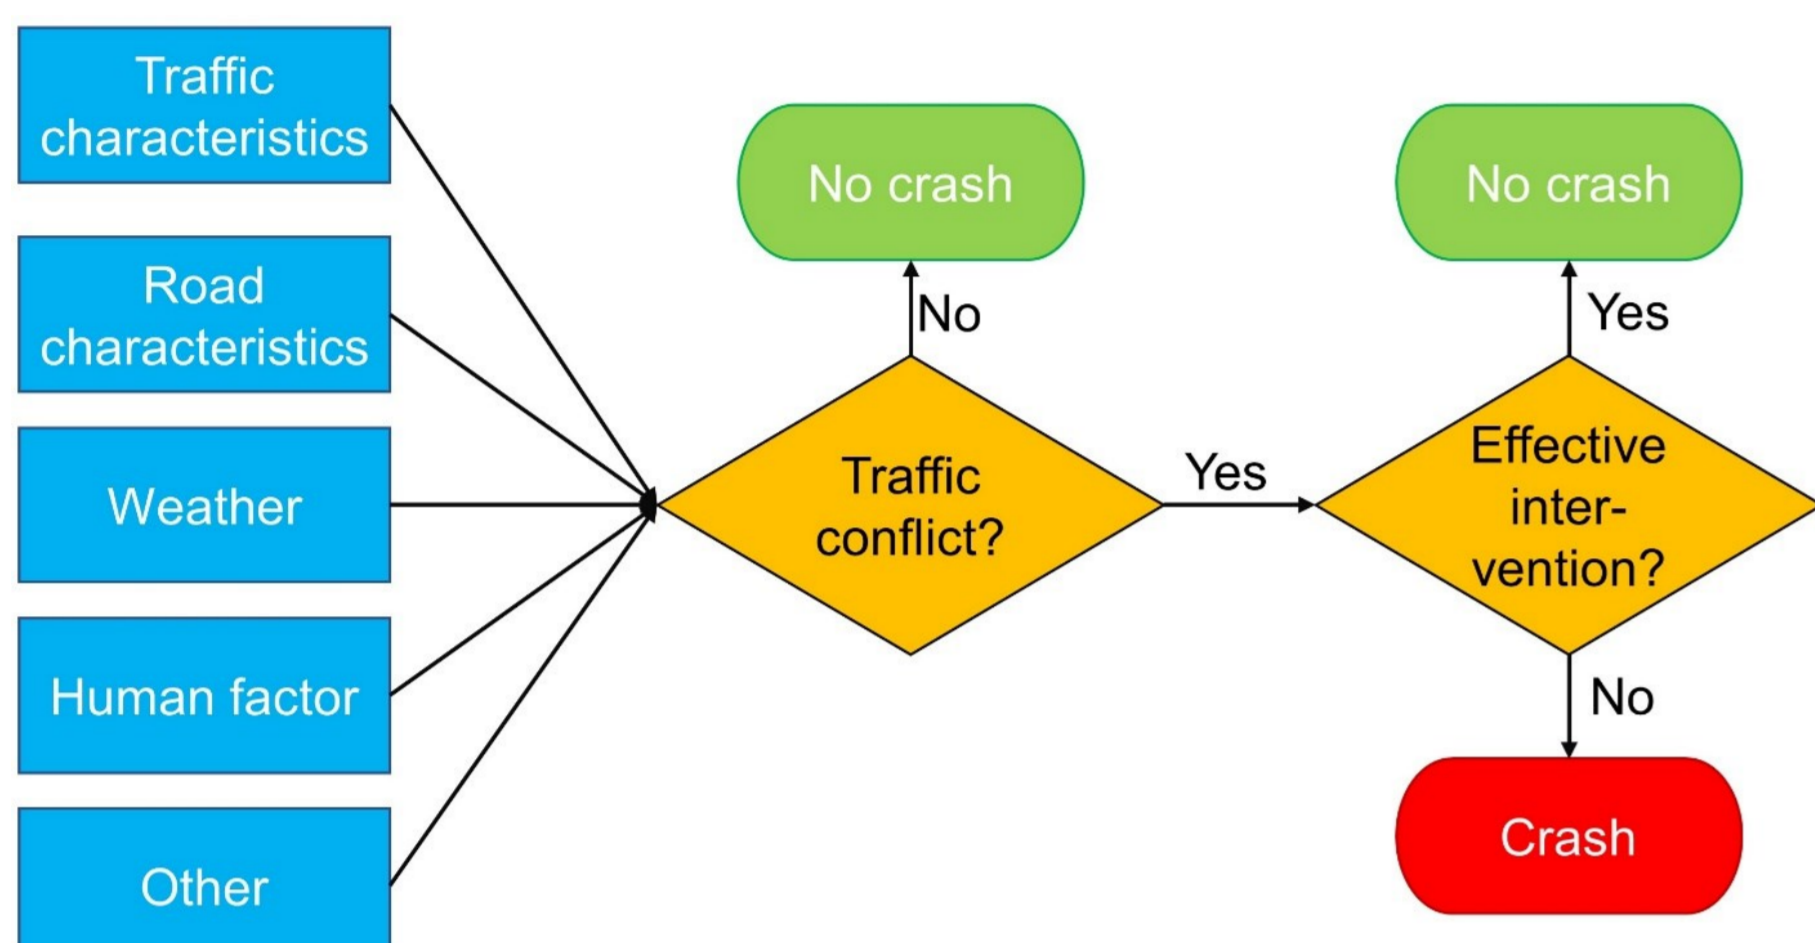 Traffic
characteristics
Road
characteristics
Weather
Human factor
Other
No crash
No
Traffic
conflict?
Yes
No crash
Yes
Effective
inter-
vention?
No
Crash